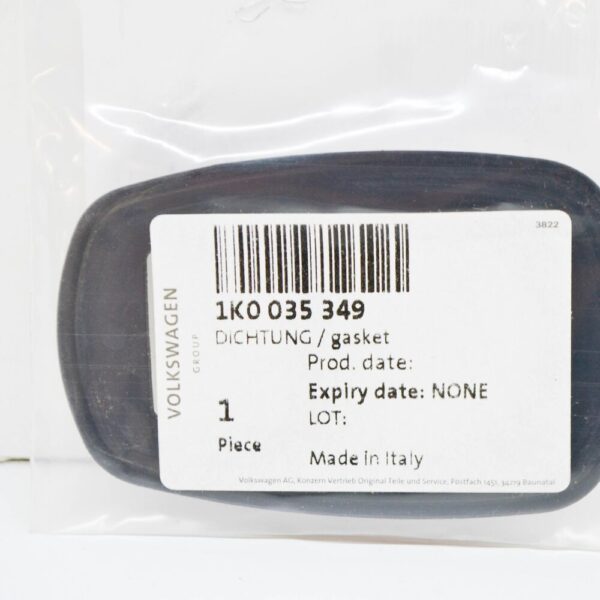 3822
1K0 035 349
DICHTUNG / gasket
Prod. date:
Expiry date: NONE
LOT:
1
Piece
Made in Italy
VOLKSWAGEN
GROUP
Volkswagen AG, Konzern Vertrieb Original Teile und Service, Postfach 1451, 34219 Baunatal